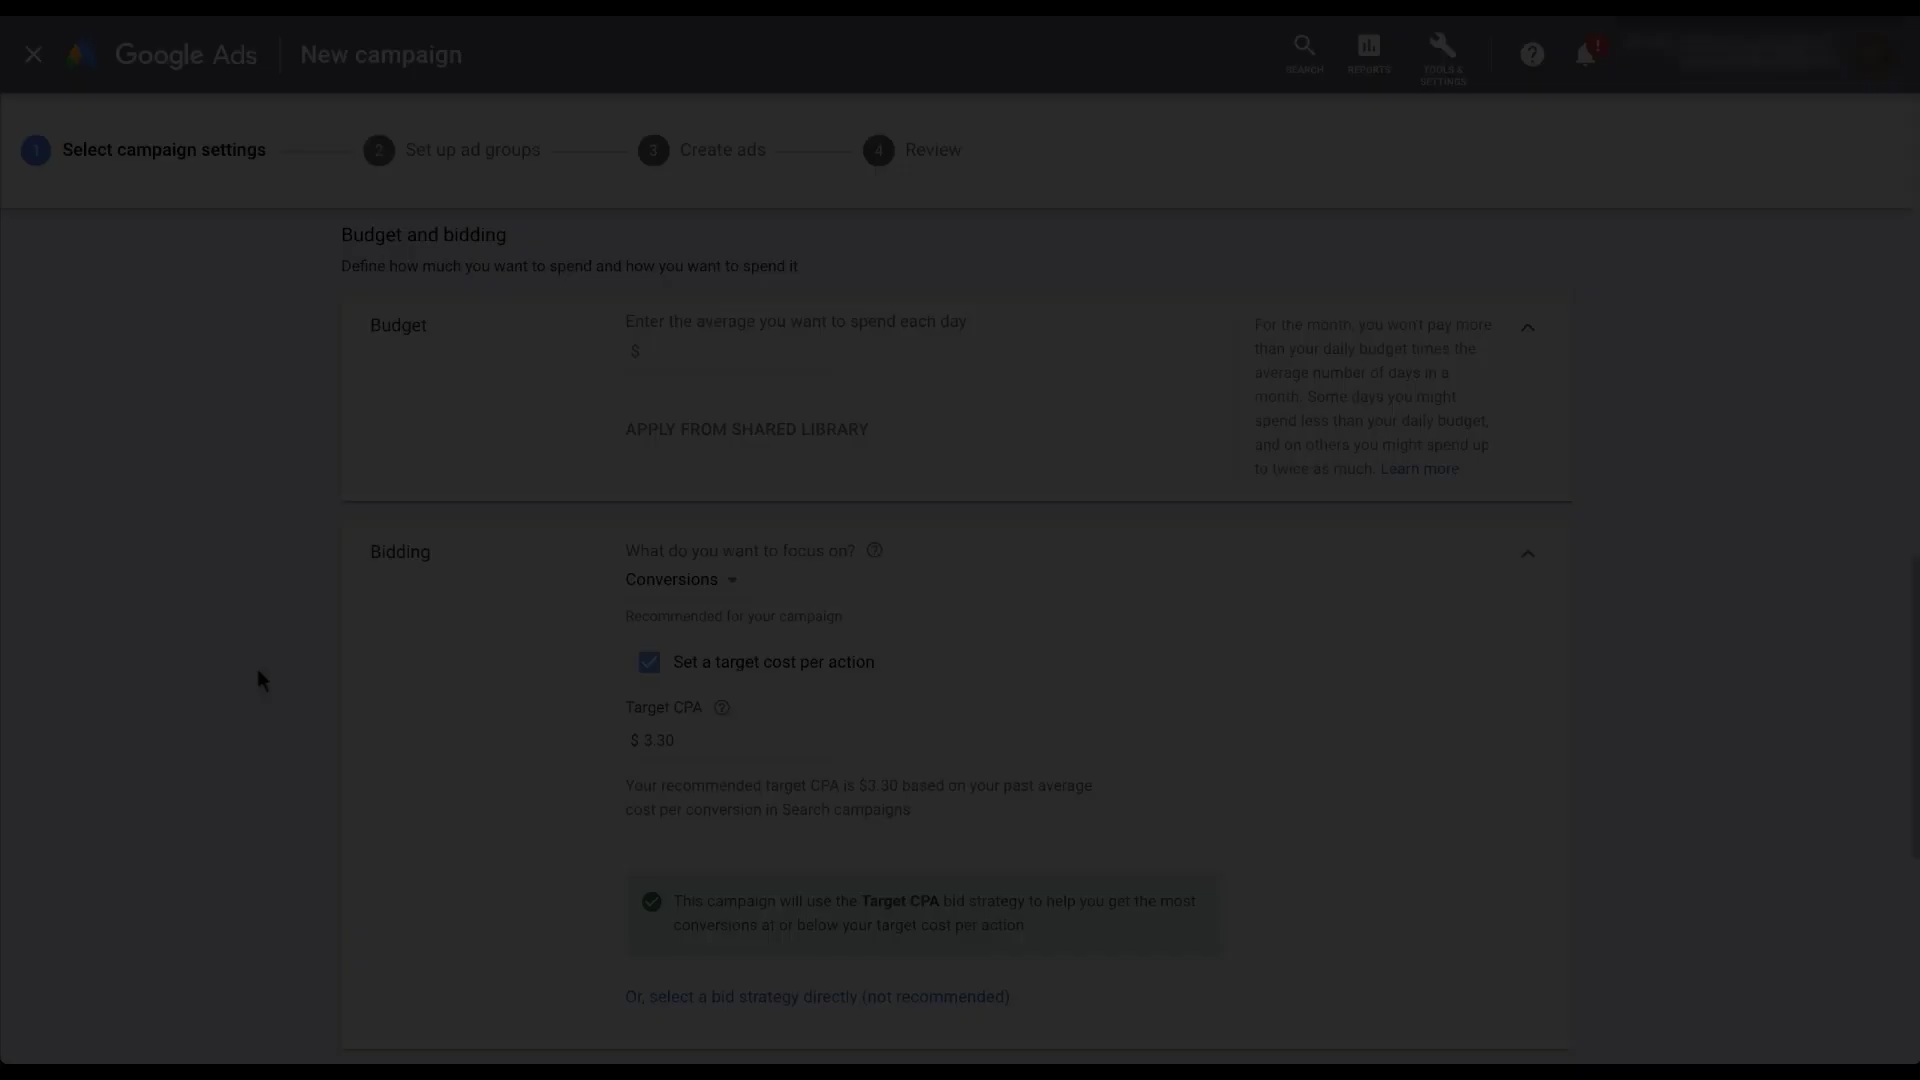 Google Ads
New campaign
SEARCH
REPORTS
TOOLS &
SETTINGS
!
1
Select campaign settings
2
Set up ad groups
3
Create ads
4
Review
Budget and bidding
Define how much you want to spend and how you want to spend it
Budget
Enter the average you want to spend each day
$
APPLY FROM SHARED LIBRARY
For the month, you won't pay more
than your daily budget times the
average number of days in a
month. Some days you might
spend less than your daily budget,
and on others you might spend up
to twice as much. Learn more
Bidding
What do you want to focus on?
Conversions
Recommended for your campaign
Set a target cost per action
Target CPA
$ 3.30
Your recommended target CPA is $3.30 based on your past average
cost per conversion in Search campaigns
This campaign will use the Target CPA bid strategy to help you get the most
conversions at or below your target cost per action
Or, select a bid strategy directly (not recommended)